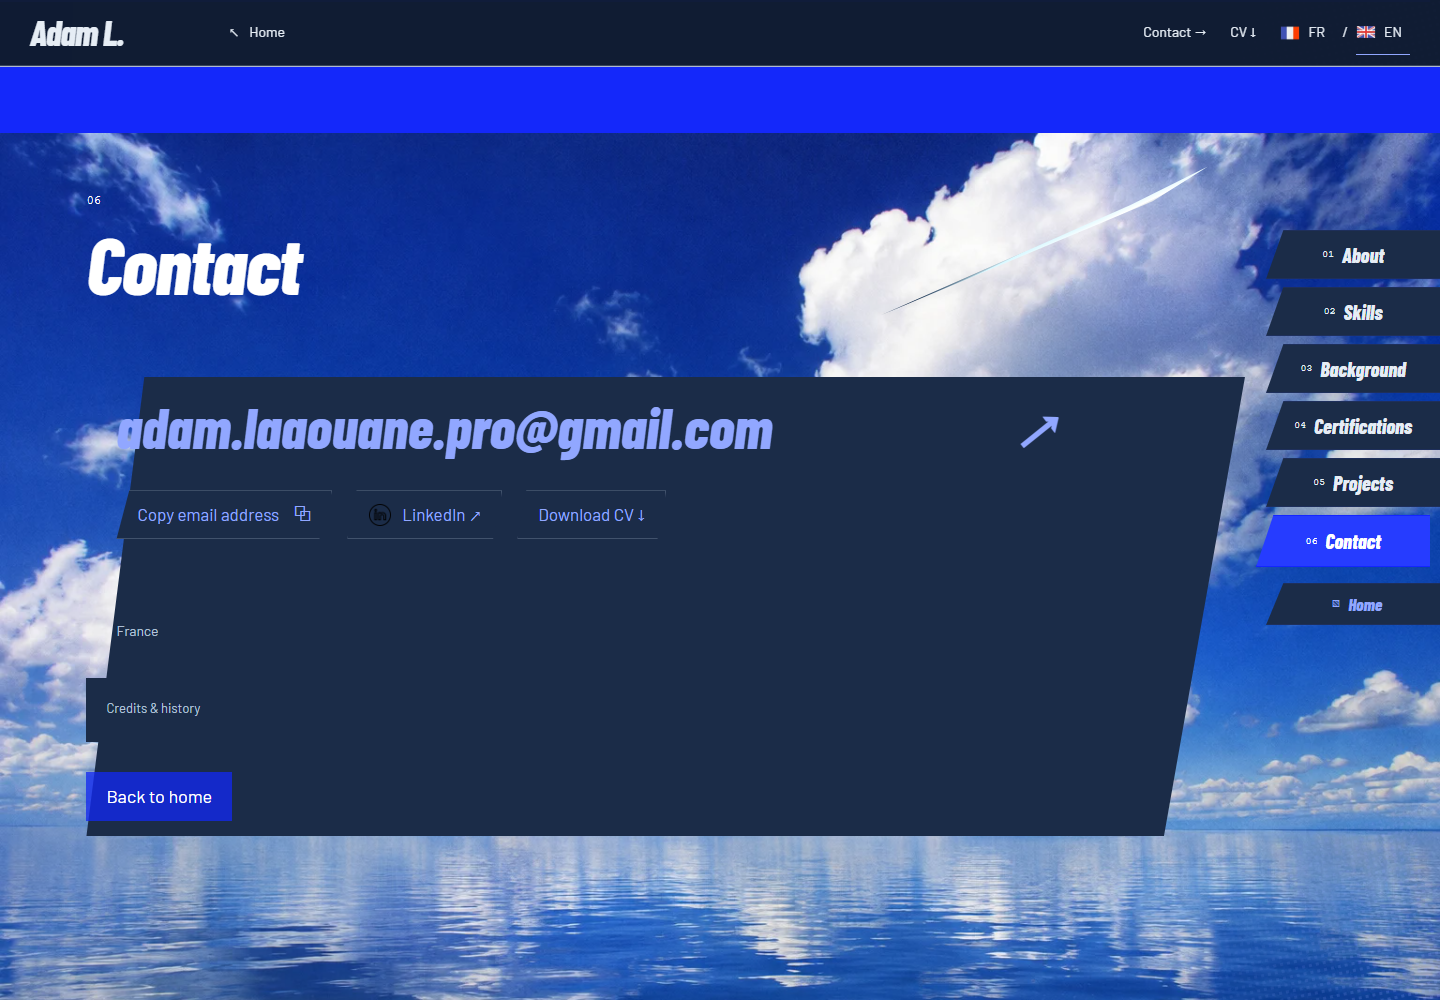 Adam L.
↖ Home
Contact →
CV ↓
FR / EN
06
Contact
01 About
02 Skills
03 Background
04 Certifications
05 Projects
06 Contact
Home
adam.laaouane.pro@gmail.com ↗
Copy email address
in LinkedIn ↗
Download CV ↓
France
Credits & history
Back to home